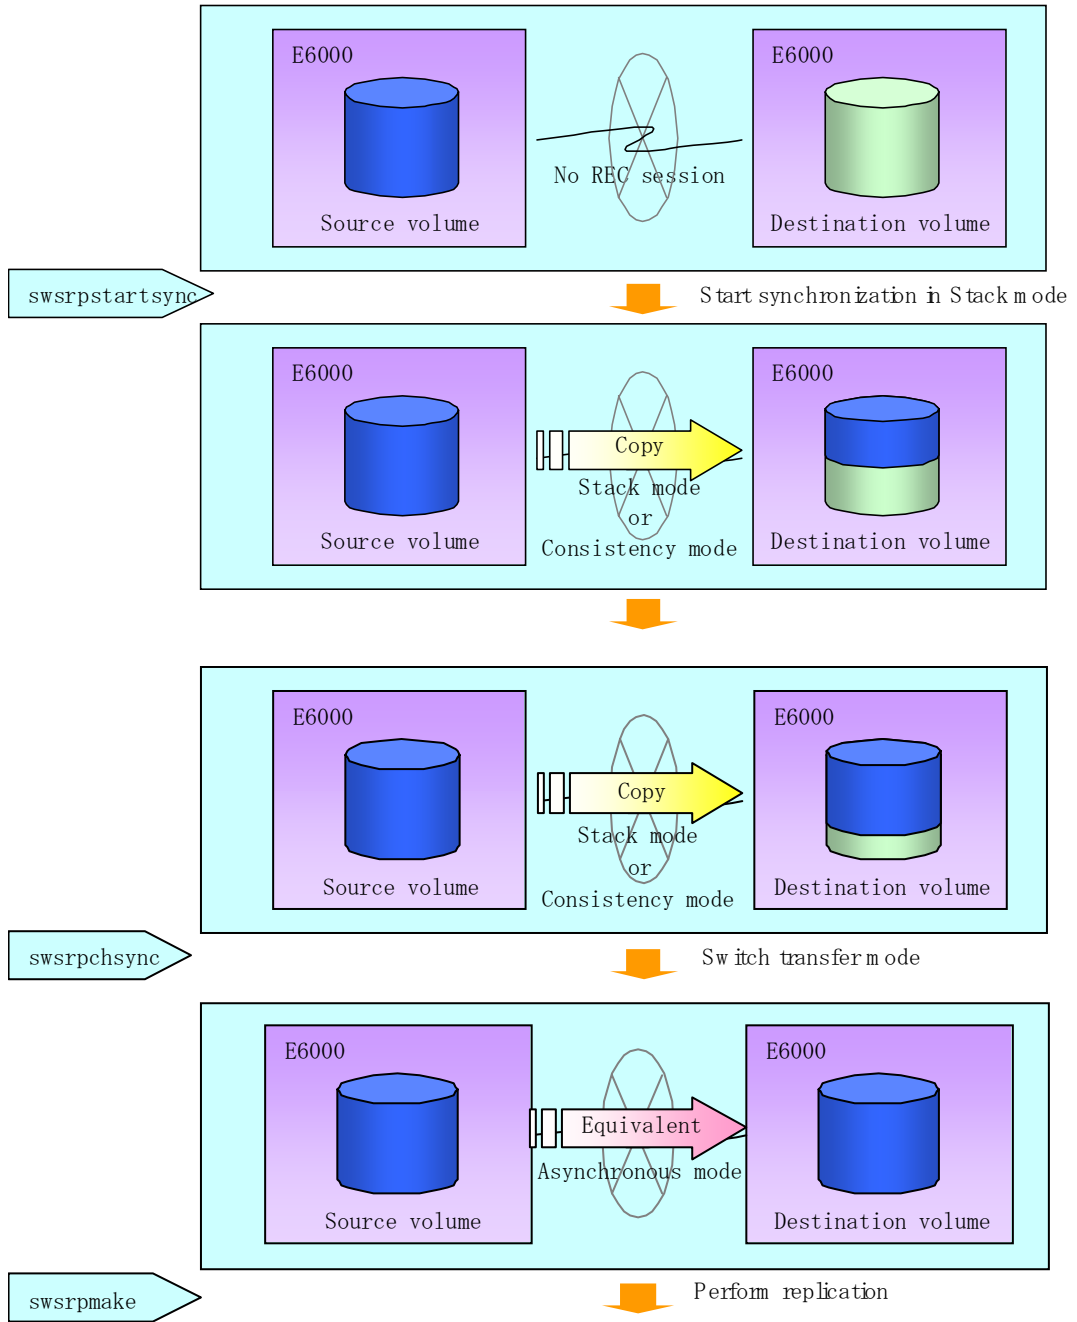 E6000
E6000
No REC session
Source volume
Destination volume
swsrpstartsync
Start synchronization in Stack mode
E6000
E6000
Copy
Stack mode
or
Consistency mode
Source volume
Destination volume
E6000
E6000
Copy
Stack mode
or
Consistency mode
Source volume
Destination volume
swsrpchsync
Switch transfer mode
E6000
E6000
Equivalent
Asynchronous mode
Source volume
Destination volume
swsrpmake
Perform replication